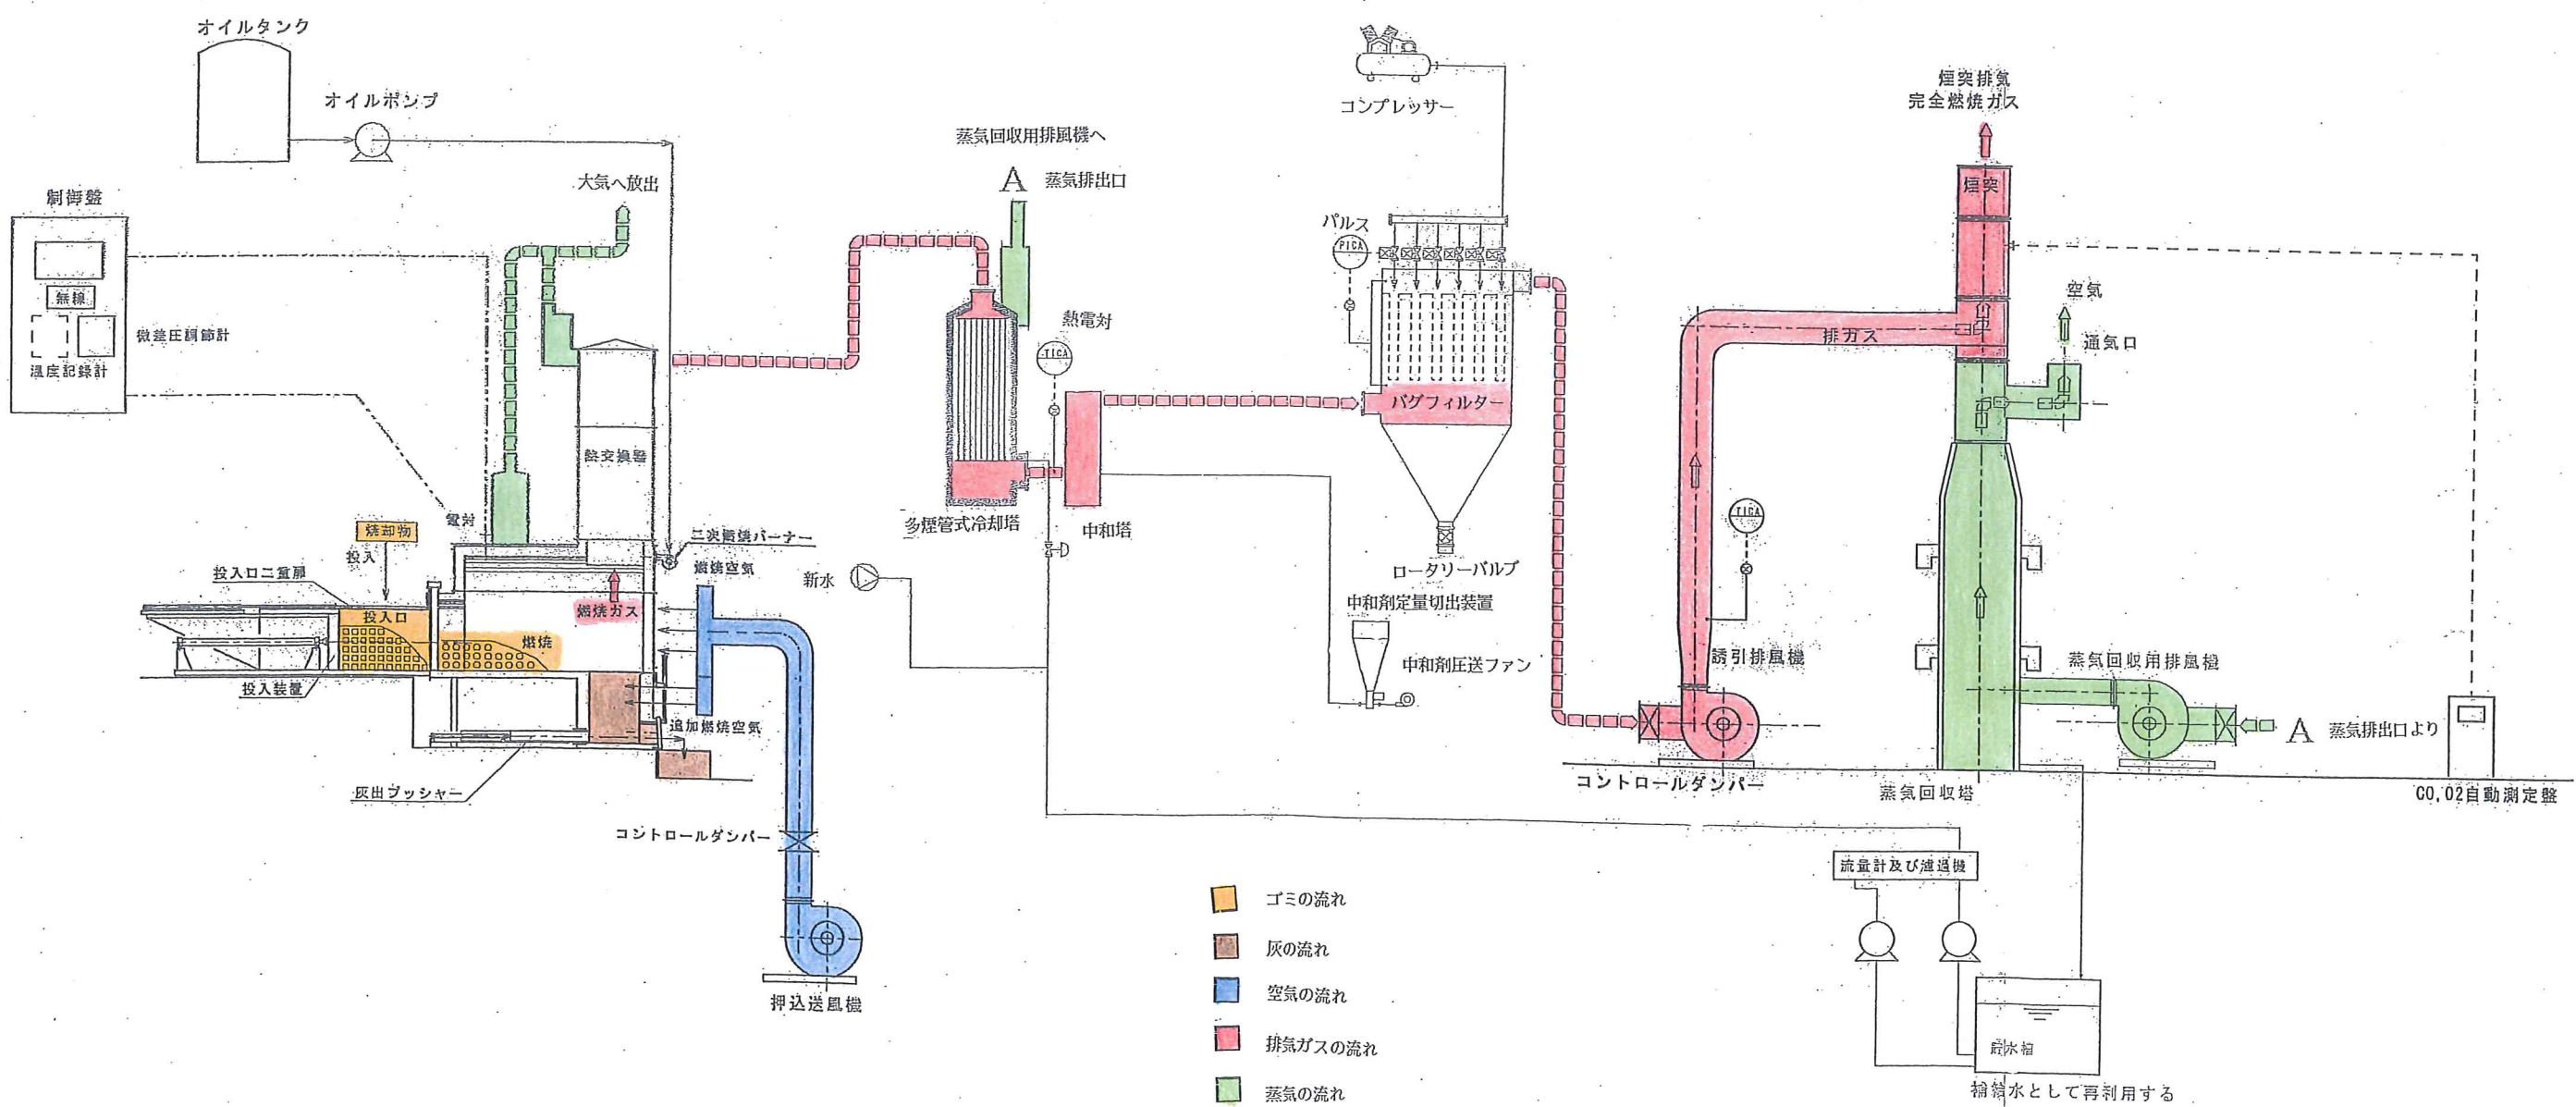 オイルタンク
オイルポンプ
制御盤
無線
微差圧調節計
温度記録計
大気へ放出
熱交換器
電対
焼却物
投入
投入口二重扉
投入口
燃焼
燃焼ガス
投入装置
灰出プッシャー
二次燃焼バーナー
燃焼空気
追加燃焼空気
コントロールダンパー
押込送風機
蒸気回収用排風機へ
A 蒸気排出口
多煙管式冷却塔
熱電対
TICA
中和塔
新水
コンプレッサー
パルス
PICA
バグフィルター
ロータリーバルブ
中和剤定量切出装置
中和剤圧送ファン
煙突排気
完全燃焼ガス
煙突
排ガス
空気
通気口
TICA
誘引排風機
コントロールダンパー
蒸気回収塔
蒸気回収用排風機
A 蒸気排出口より
CO,O2自動測定盤
流量計及び濾過機
貯水槽
補給水として再利用する
ゴミの流れ
灰の流れ
空気の流れ
排気ガスの流れ
蒸気の流れ